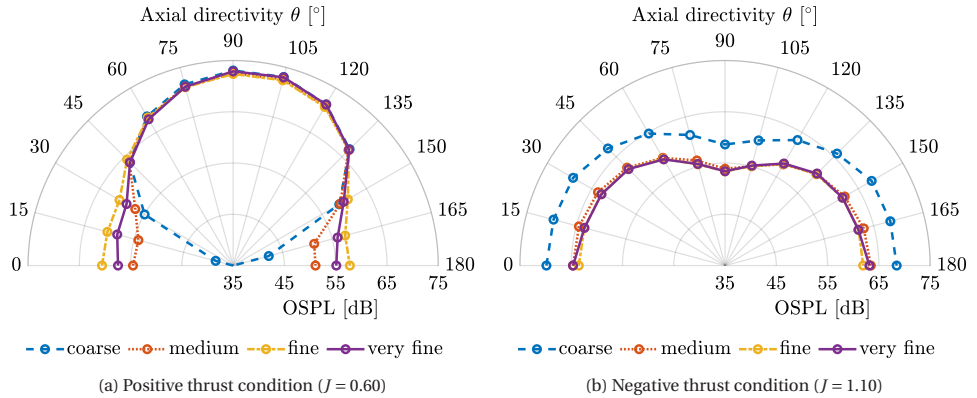 Axial directivity θ [°]
90
75
105
60
120
45
135
30
150
15
165
0
180
35
45
55
65
75
OSPL [dB]
coarse
medium
fine
very fine
(a) Positive thrust condition (J = 0.60)
Axial directivity θ [°]
90
75
105
60
120
45
135
30
150
15
165
0
180
35
45
55
65
75
OSPL [dB]
coarse
medium
fine
very fine
(b) Negative thrust condition (J = 1.10)